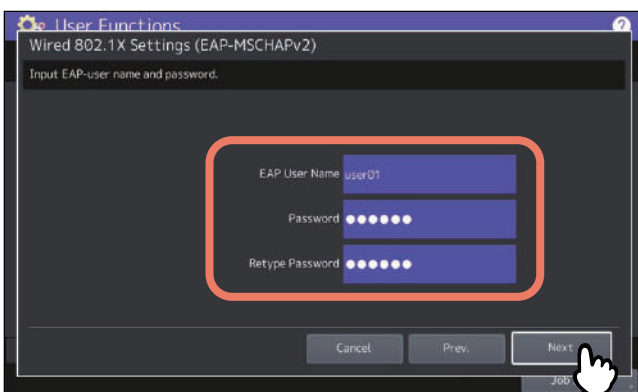 User Functions
?
Wired 802.1X Settings (EAP-MSCHAPv2)
Input EAP-user name and password.
EAP User Name user01
Password ●●●●●●
Retype Password ●●●●●●
Cancel Prev. Next
Job